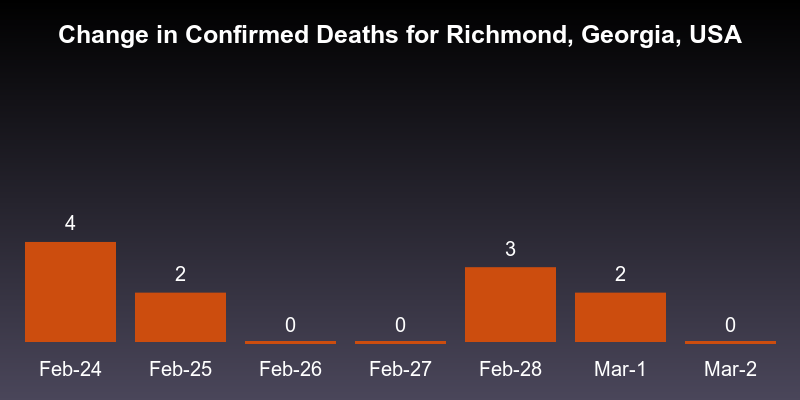 Change in Confirmed Deaths for Richmond, Georgia, USA
4
2
0
0
3
2
0
Feb-24
Feb-25
Feb-26
Feb-27
Feb-28
Mar-1
Mar-2